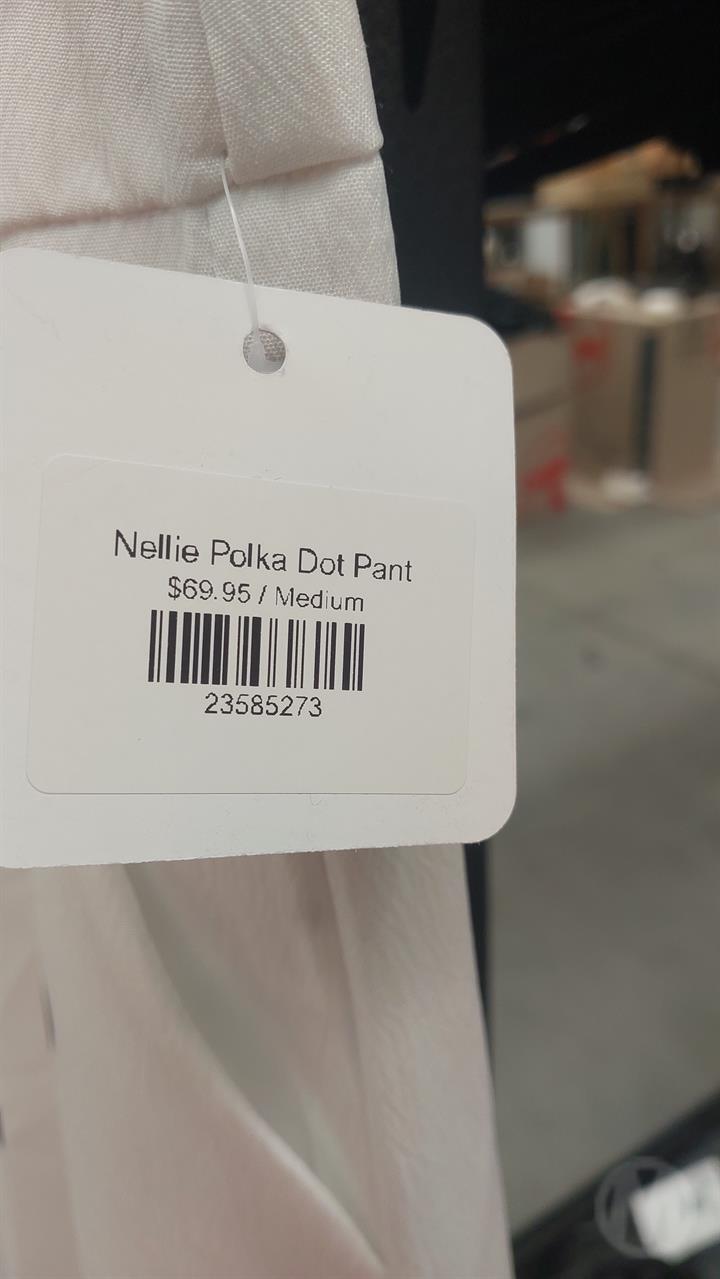 Nellie Polka Dot Pant
$69.95 / Medium
23585273